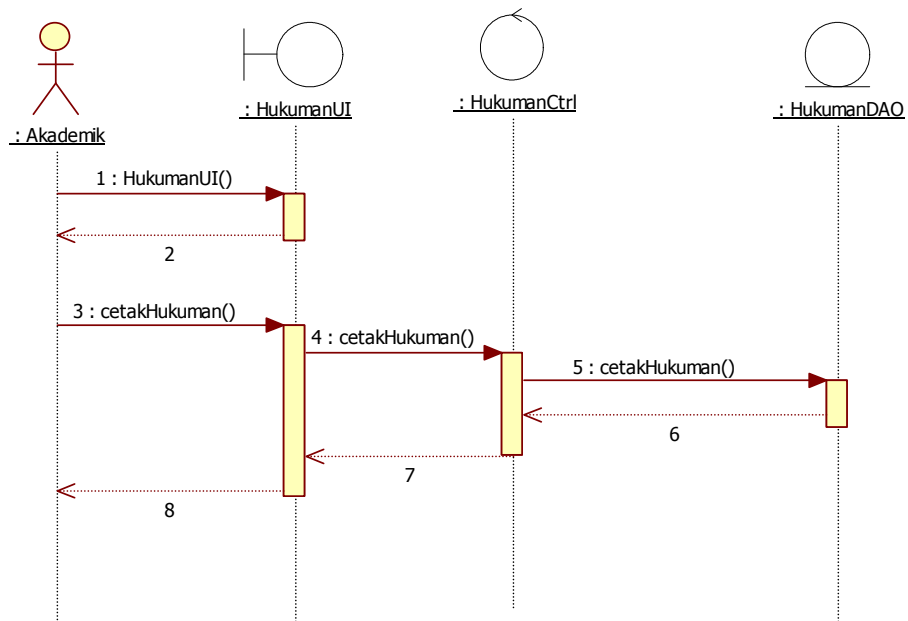 : Akademik
: HukumanUI
: HukumanCtrl
: HukumanDAO
1 : HukumanUI()
2
3 : cetakHukuman()
4 : cetakHukuman()
5 : cetakHukuman()
6
7
8